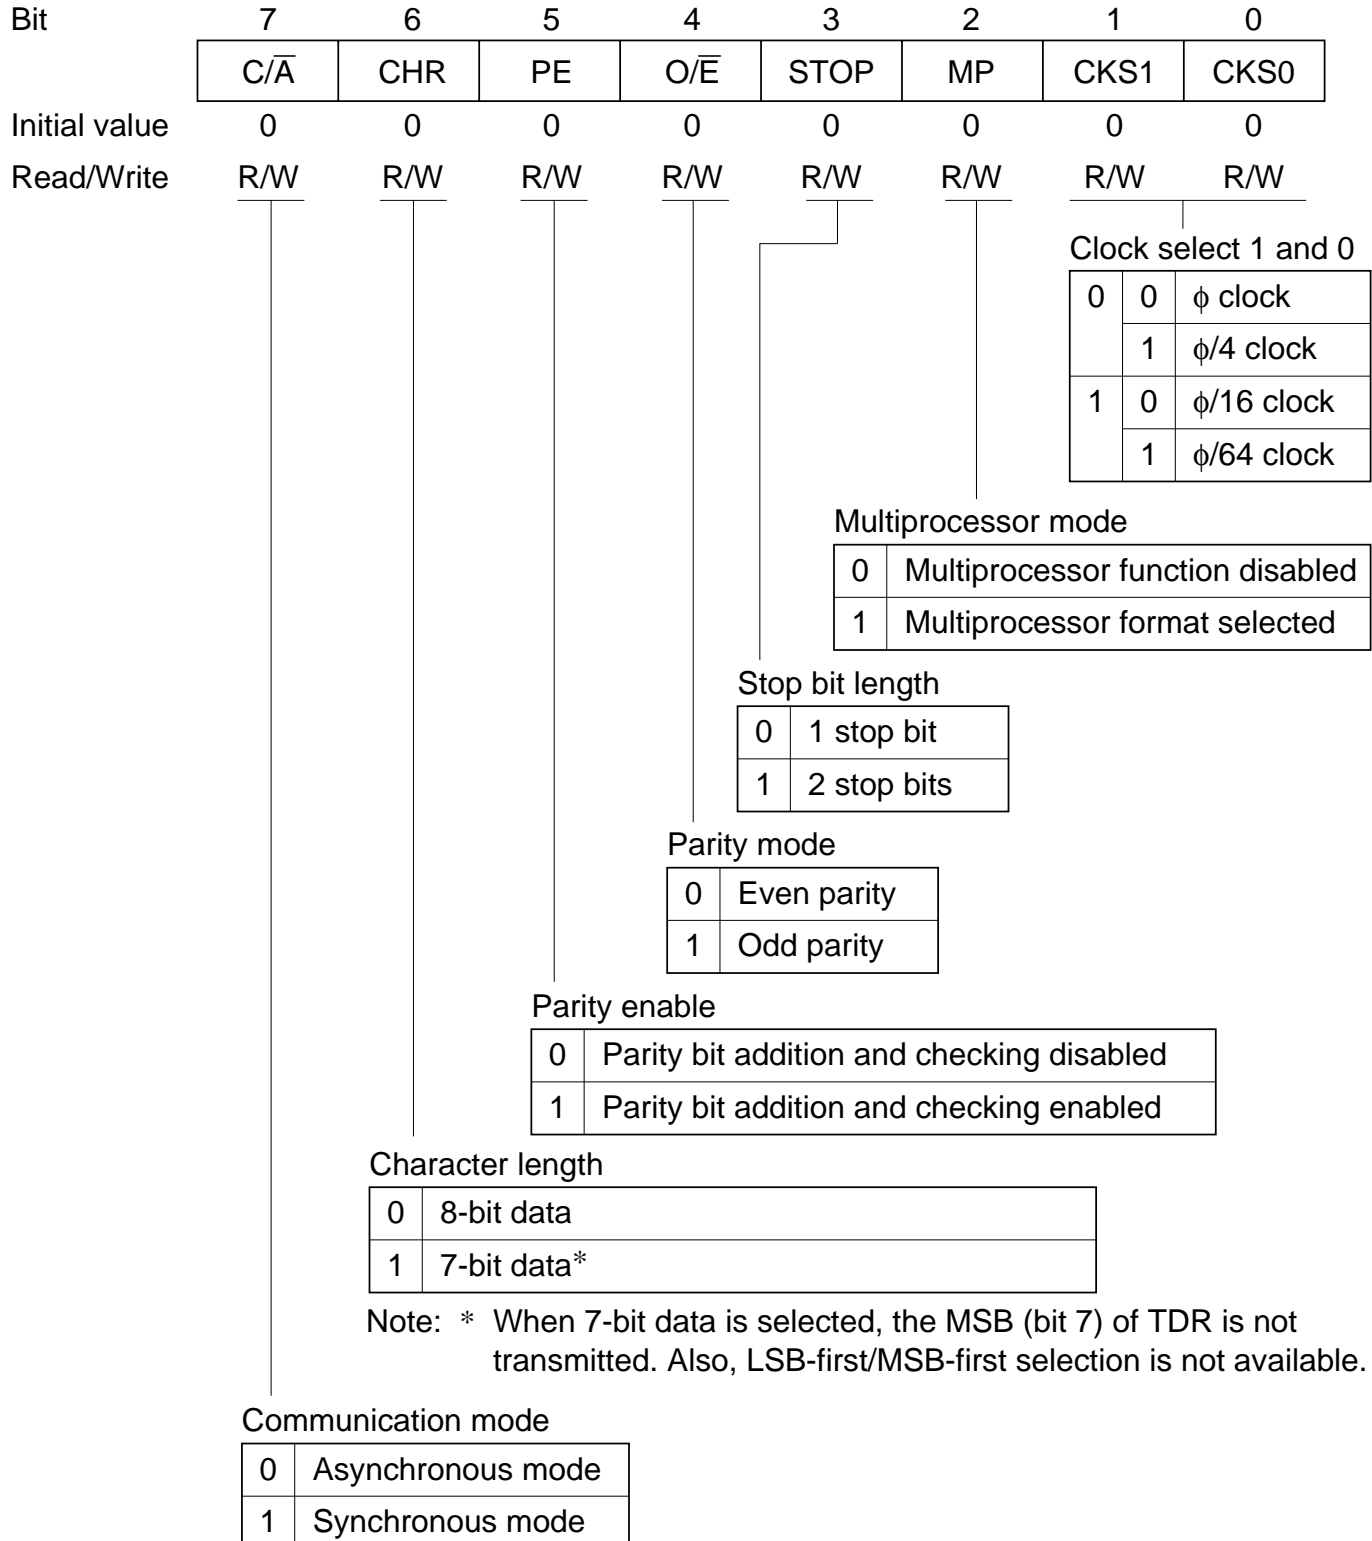 Bit 7 6 5 4 3 2 1 0
C/A̅ CHR PE O/E̅ STOP MP CKS1 CKS0
Initial value 0 0 0 0 0 0 0 0
Read/Write R/W R/W R/W R/W R/W R/W R/W R/W
Clock select 1 and 0
0 0 ϕ clock
1 ϕ/4 clock
1 0 ϕ/16 clock
1 ϕ/64 clock
Multiprocessor mode
0 Multiprocessor function disabled
1 Multiprocessor format selected
Stop bit length
0 1 stop bit
1 2 stop bits
Parity mode
0 Even parity
1 Odd parity
Parity enable
0 Parity bit addition and checking disabled
1 Parity bit addition and checking enabled
Character length
0 8-bit data
1 7-bit data*
Note: * When 7-bit data is selected, the MSB (bit 7) of TDR is not
transmitted. Also, LSB-first/MSB-first selection is not available.
Communication mode
0 Asynchronous mode
1 Synchronous mode